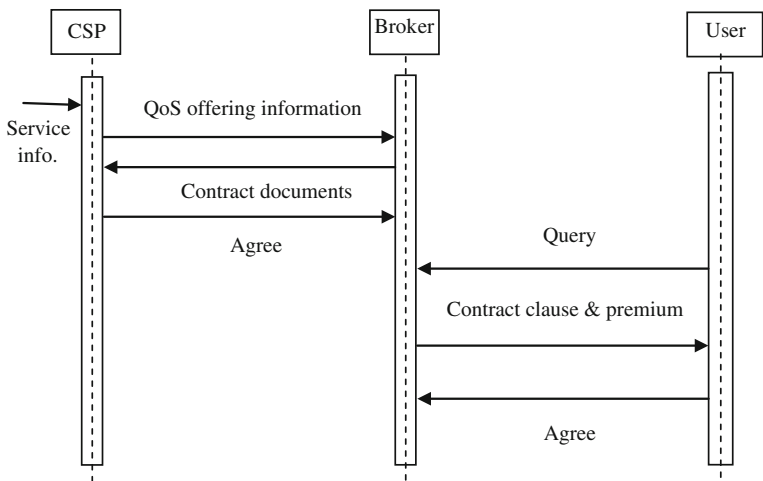 CSP
Broker
User
QoS offering information
Service
info.
Contract documents
Agree
Query
Contract clause & premium
Agree